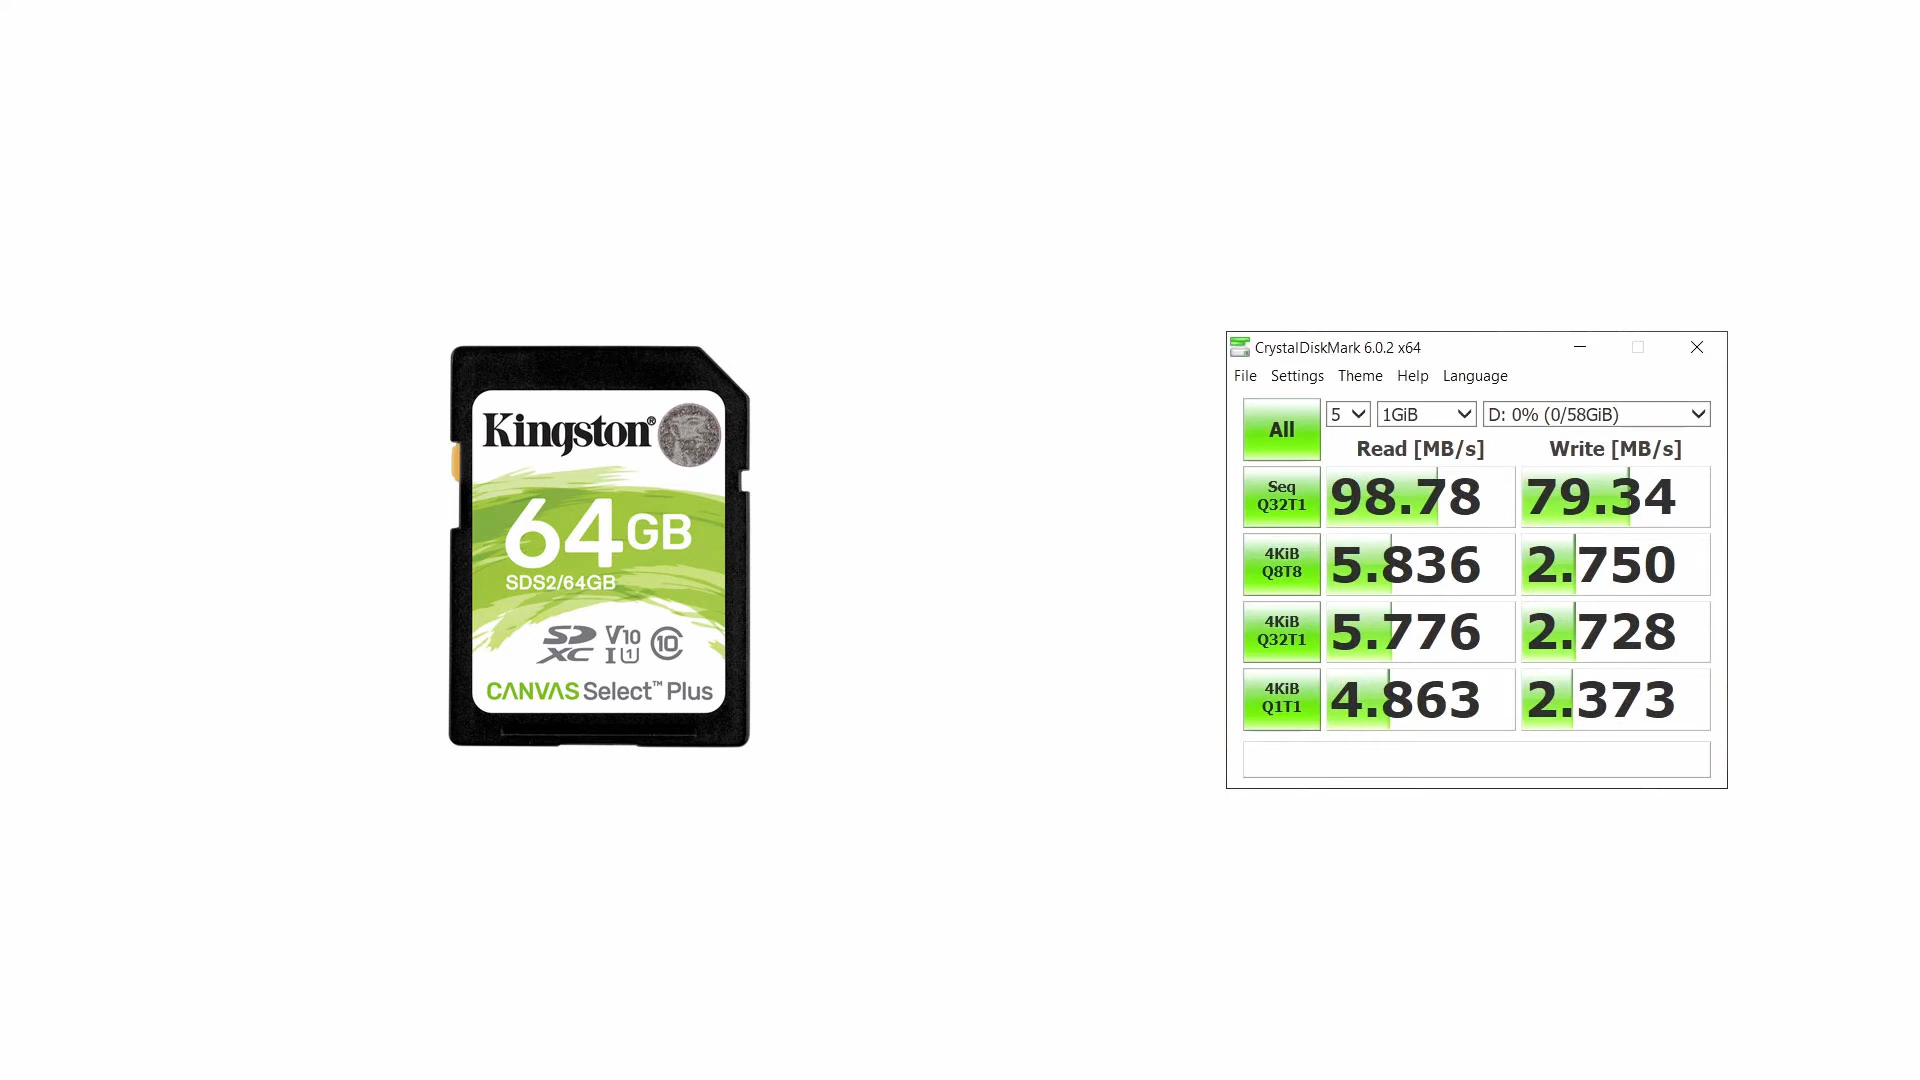 Kingston®
64GB
SDS2/64GB
SD XC V10 I U1 10
CANVAS Select™ Plus
CrystalDiskMark 6.0.2 x64
File Settings Theme Help Language
All 5 1GiB D: 0% (0/58GiB)
Read [MB/s] Write [MB/s]
Seq Q32T1 98.78 79.34
4KiB Q8T8 5.836 2.750
4KiB Q32T1 5.776 2.728
4KiB Q1T1 4.863 2.373